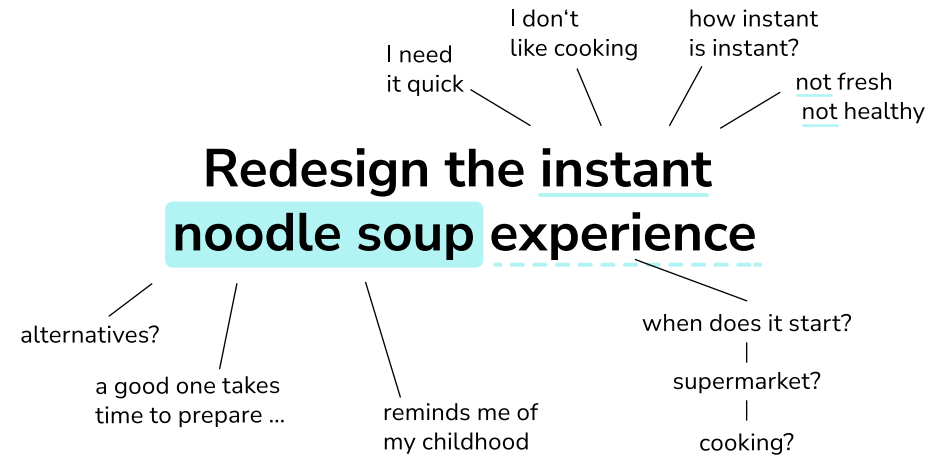 I don‘t
like cooking
how instant
is instant?
I need
it quick
not fresh
not healthy
Redesign the instant
noodle soup experience
alternatives?
a good one takes
time to prepare ...
reminds me of
my childhood
when does it start?
supermarket?
cooking?